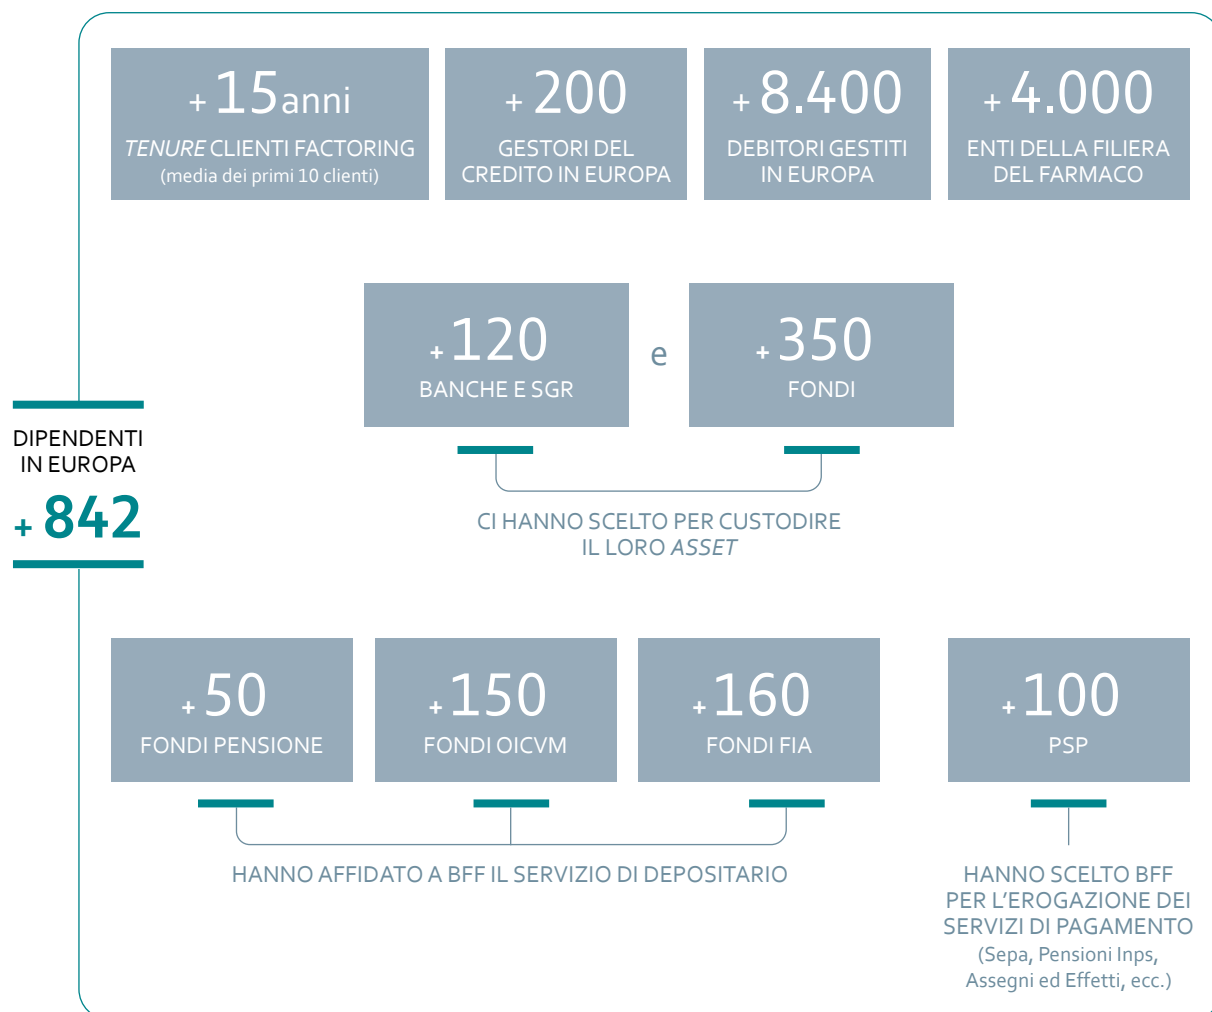 + 15 anni
TENURE CLIENTI FACTORING
(media dei primi 10 clienti)
+ 200
GESTORI DEL
CREDITO IN EUROPA
+ 8.400
DEBITORI GESTITI
IN EUROPA
+ 4.000
ENTI DELLA FILIERA
DEL FARMACO
+ 120
BANCHE E SGR
e
+ 350
FONDI
CI HANNO SCELTO PER CUSTODIRE
IL LORO ASSET
DIPENDENTI
IN EUROPA
+ 842
+ 50
FONDI PENSIONE
+ 150
FONDI OICVM
+ 160
FONDI FIA
HANNO AFFIDATO A BFF IL SERVIZIO DI DEPOSITARIO
+ 100
PSP
HANNO SCELTO BFF
PER L'EROGAZIONE DEI
SERVIZI DI PAGAMENTO
(Sepa, Pensioni Inps,
Assegni ed Effetti, ecc.)